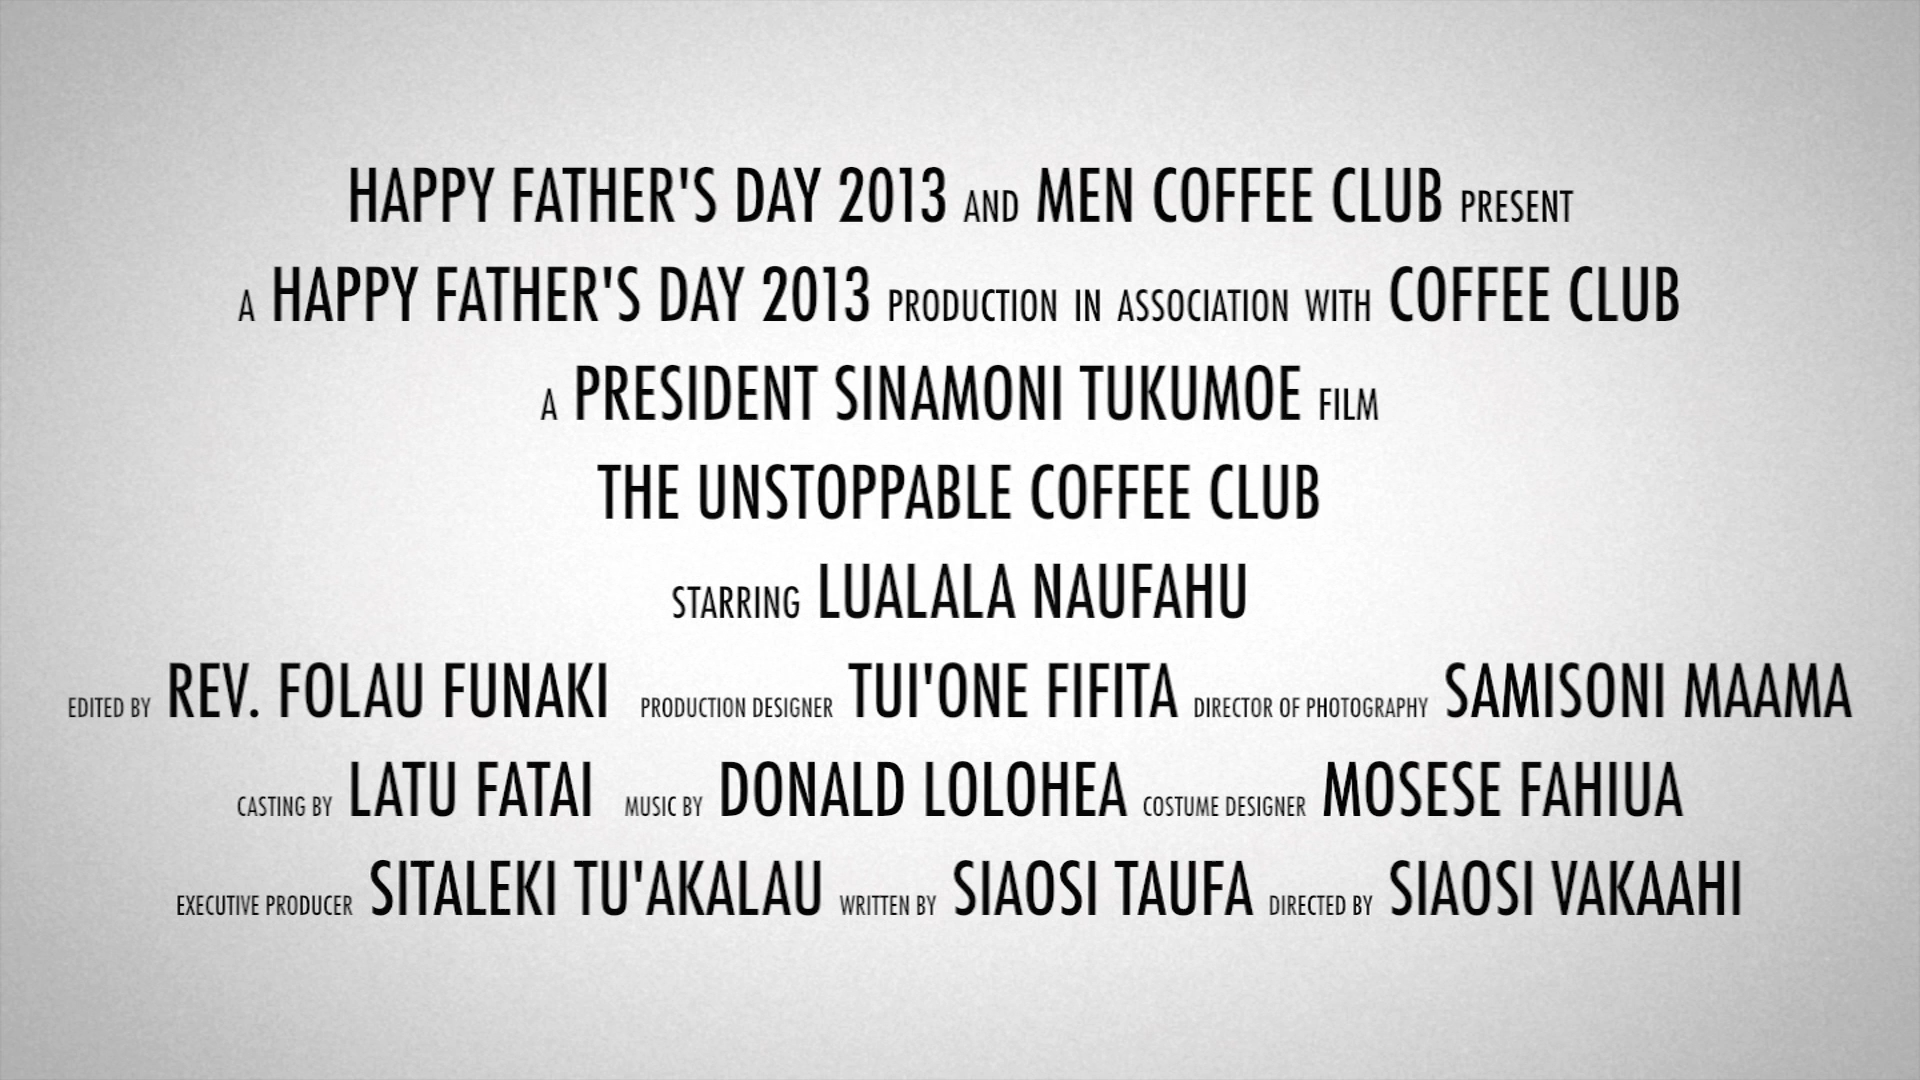 HAPPY FATHER'S DAY 2013 AND MEN COFFEE CLUB PRESENT
A HAPPY FATHER'S DAY 2013 PRODUCTION IN ASSOCIATION WITH COFFEE CLUB
A PRESIDENT SINAMONI TUKUMOE FILM
THE UNSTOPPABLE COFFEE CLUB
STARRING LUALALA NAUFAHU
EDITED BY REV. FOLAU FUNAKI PRODUCTION DESIGNER TUI'ONE FIFITA DIRECTOR OF PHOTOGRAPHY SAMISONI MAAMA
CASTING BY LATU FATAI MUSIC BY DONALD LOLOHEA COSTUME DESIGNER MOSESE FAHIUA
EXECUTIVE PRODUCER SITALEKI TU'AKALAU WRITTEN BY SIAOSI TAUFA DIRECTED BY SIAOSI VAKAAHI